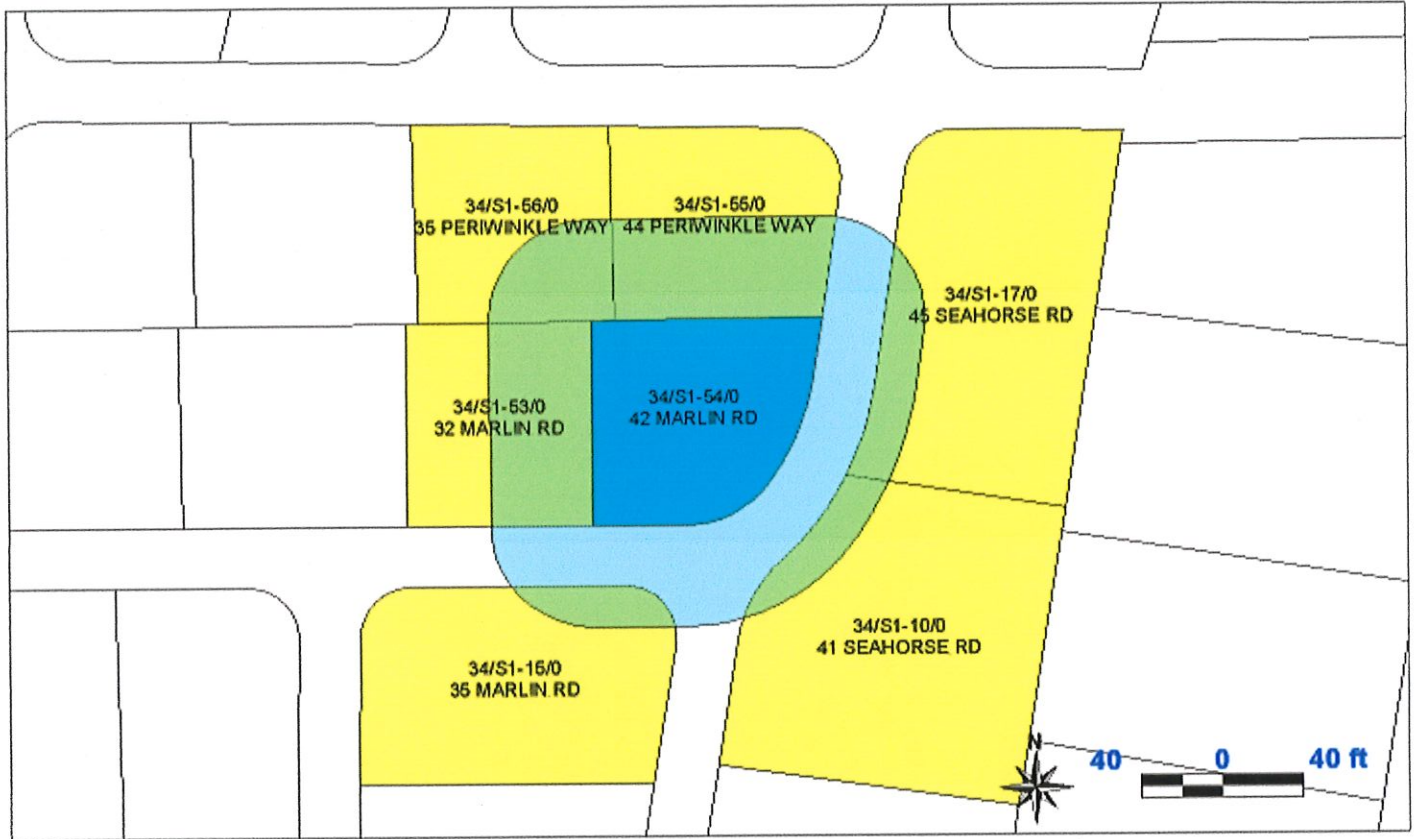 34/S1-56/0
35 PERIWINKLE WAY
34/S1-55/0
44 PERIWINKLE WAY
34/S1-17/0
45 SEAHORSE RD
34/S1-53/0
32 MARLIN RD
34/S1-54/0
42 MARLIN RD
34/S1-10/0
41 SEAHORSE RD
34/S1-15/0
35 MARLIN RD
N
40 0 40 ft